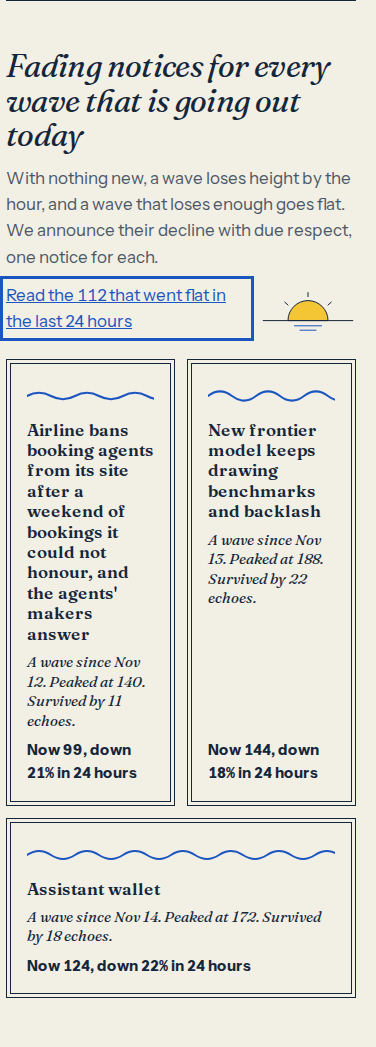 Fading notices for every
wave that is going out
today
With nothing new, a wave loses height by the
hour, and a wave that loses enough goes flat.
We announce their decline with due respect,
one notice for each.
Read the 112 that went flat in
the last 24 hours
Airline bans
booking agents
from its site
after a
weekend of
bookings it
could not
honour, and
the agents'
makers
answer
A wave since Nov
12. Peaked at 140.
Survived by 11
echoes.
Now 99, down
21% in 24 hours
New frontier
model keeps
drawing
benchmarks
and backlash
A wave since Nov
13. Peaked at 188.
Survived by 22
echoes.
Now 144, down
18% in 24 hours
Assistant wallet
A wave since Nov 14. Peaked at 172. Survived
by 18 echoes.
Now 124, down 22% in 24 hours